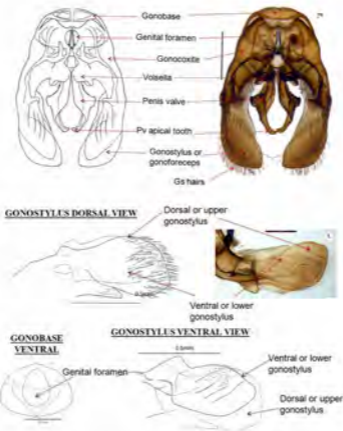 Gonobase
Genital foramen
Gonocoxite
Volsella
Penis valve
Pv apical tooth
Gonostylus or
gonoforeceps
Gs hairs
GONOSTYLUS DORSAL VIEW
Dorsal or upper
gonostylus
Ventral or lower
gonostylus
GONOBASE
VENTRAL
Genital foramen
GONOSTYLUS VENTRAL VIEW
Ventral or lower
gonostylus
Dorsal or upper
gonostylus